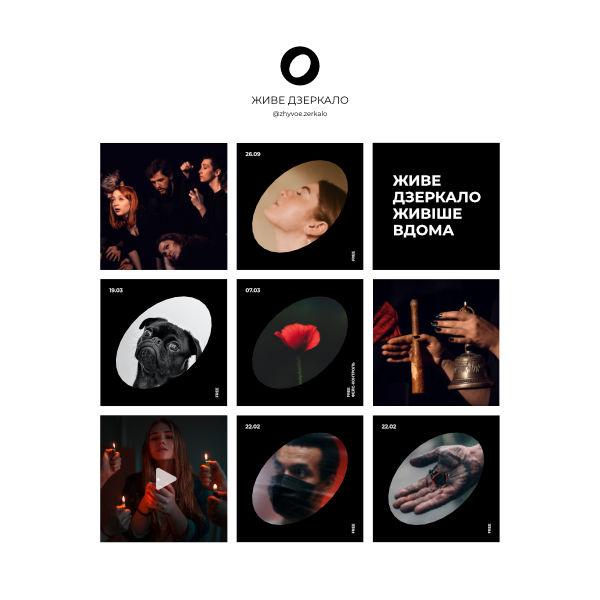 ЖИВЕ ДЗЕРКАЛО
@zhyvoe.zerkalo
26.09
FREE
ЖИВЕ
ДЗЕРКАЛО
ЖИВІШЕ
ВДОМА
19.03
FREE
07.03
FREE
ФЕЙС-КОНТРОЛЬ
22.02
FREE
22.02
FREE